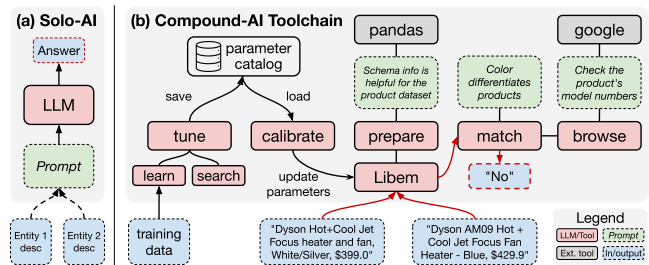 (a) Solo-AI
Answer
LLM
Prompt
Entity 1
desc
Entity 2
desc
(b) Compound-AI Toolchain
parameter
catalog
save
load
tune
calibrate
learn
search
update
parameters
training
data
pandas
Schema info is
helpful for the
product dataset
prepare
Libem
Color
differentiates
products
match
"No"
google
Check the
product's
model numbers
browse
"Dyson Hot+Cool Jet
Focus heater and fan,
White/Silver, $399.0"
"Dyson AM09 Hot +
Cool Jet Focus Fan
Heater - Blue, $429.9"
Legend
LLM/Tool
Prompt
Ext. tool
In/output